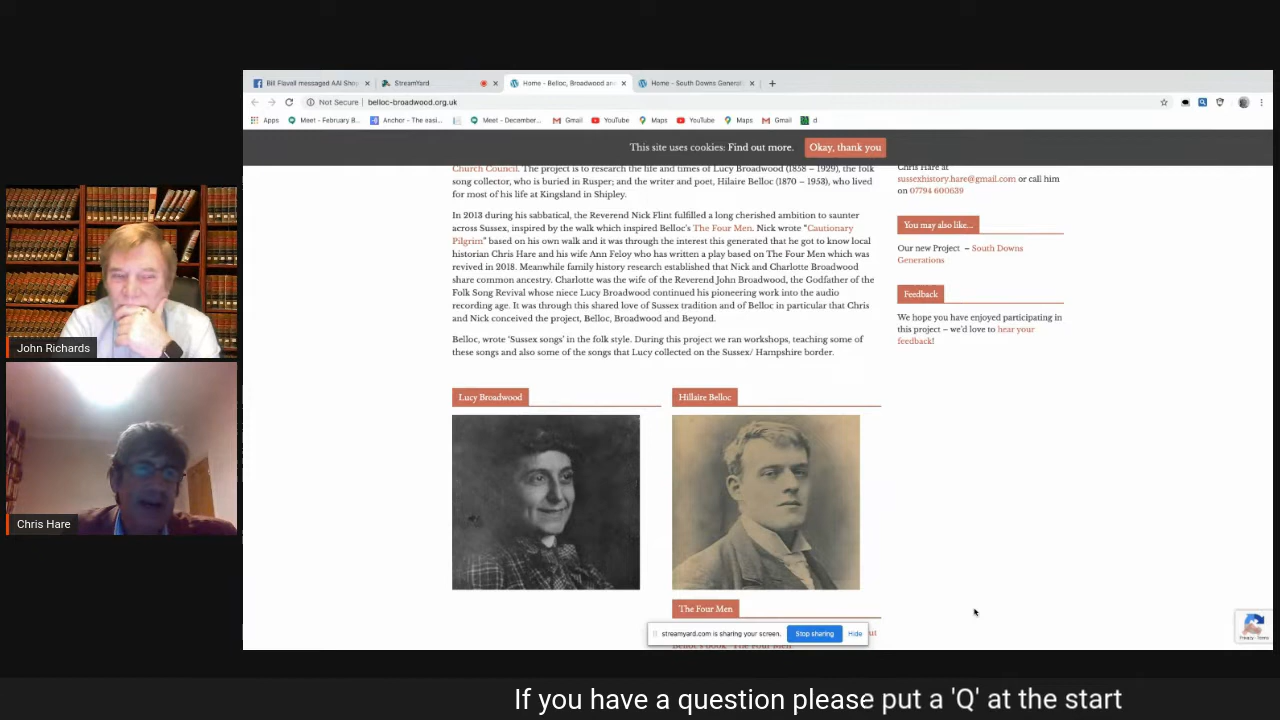 Bill Flavell messaged AAI Sho
StreamYard
Home - Belloc, Broadwood an
Home - South Downs General
Not Secure | belloc-broadwood.org.uk
Apps
Meet - February B...
Anchor - The easi...
Meet - December...
Gmail
YouTube
Maps
YouTube
Maps
Gmail
d
This site uses cookies: Find out more. Okay, thank you
Church Council. The project is to research the life and times of Lucy Broadwood (1858 – 1929), the folk
song collector, who is buried in Rusper; and the writer and poet, Hilaire Belloc (1870 – 1953), who lived
for most of his life at Kingsland in Shipley.
In 2013 during his sabbatical, the Reverend Nick Flint fulfilled a long cherished ambition to saunter
across Sussex, inspired by the walk which inspired Belloc's The Four Men. Nick wrote "Cautionary
Pilgrim" based on his own walk and it was through the interest this generated that he got to know local
historian Chris Hare and his wife Ann Feloy who has written a play based on The Four Men which was
revived in 2018. Meanwhile family history research established that Nick and Charlotte Broadwood
share common ancestry. Charlotte was the wife of the Reverend John Broadwood, the Godfather of the
Folk Song Revival whose niece Lucy Broadwood continued his pioneering work into the audio
recording age. It was through this shared love of Sussex tradition and of Belloc in particular that Chris
and Nick conceived the project, Belloc, Broadwood and Beyond.
Belloc, wrote 'Sussex songs' in the folk style. During this project we ran workshops, teaching some of
these songs and also some of the songs that Lucy collected on the Sussex/ Hampshire border.
Lucy Broadwood
Hillaire Belloc
The Four Men
Chris Hare at
sussexhistory.hare@gmail.com or call him
on 07794 600639
You may also like...
Our new Project – South Downs
Generations
Feedback
We hope you have enjoyed participating in
this project – we'd love to hear your
feedback!
streamyard.com is sharing your screen.
Stop sharing
Hide
Privacy - Terms
John Richards
Chris Hare
If you have a question please put a 'Q' at the start